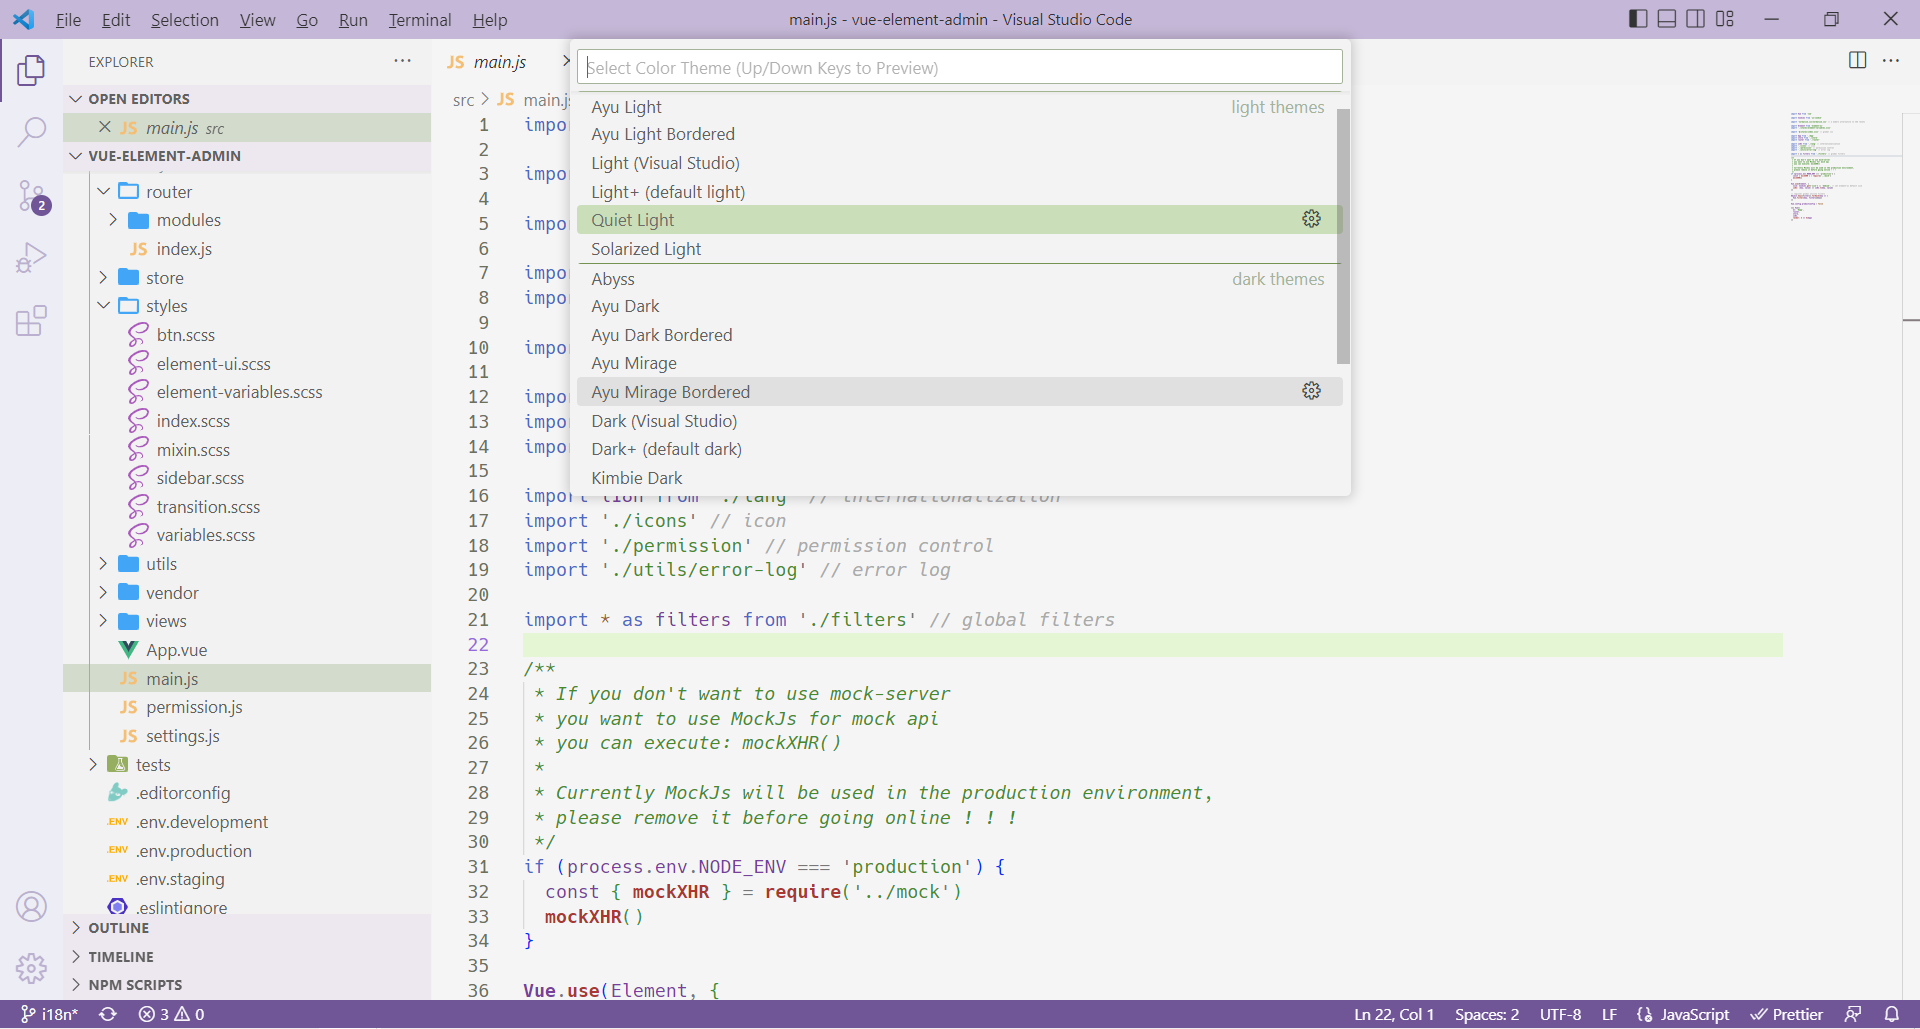 File Edit Selection View Go Run Terminal Help
main.js - vue-element-admin - Visual Studio Code
EXPLORER
OPEN EDITORS
JS main.js src
VUE-ELEMENT-ADMIN
router
modules
JS index.js
store
styles
btn.scss
element-ui.scss
element-variables.scss
index.scss
mixin.scss
sidebar.scss
transition.scss
variables.scss
utils
vendor
views
App.vue
JS main.js
JS permission.js
JS settings.js
tests
.editorconfig
.ENV .env.development
.ENV .env.production
.ENV .env.staging
.eslintignore
OUTLINE
TIMELINE
NPM SCRIPTS
2
JS main.js
src > JS main.js
Select Color Theme (Up/Down Keys to Preview)
Ayu Light light themes
Ayu Light Bordered
Light (Visual Studio)
Light+ (default light)
Quiet Light
Solarized Light
Abyss dark themes
Ayu Dark
Ayu Dark Bordered
Ayu Mirage
Ayu Mirage Bordered
Dark (Visual Studio)
Dark+ (default dark)
Kimbie Dark
1 impo
2
3 impo
4
5 impo
6
7 impo
8 impo
9
10 impo
11
12 impo
13 impo
14 impo
15
16 import i18n from './lang' // internationalization
17 import './icons' // icon
18 import './permission' // permission control
19 import './utils/error-log' // error log
20
21 import * as filters from './filters' // global filters
22
23 /**
24 * If you don't want to use mock-server
25 * you want to use MockJs for mock api
26 * you can execute: mockXHR()
27 *
28 * Currently MockJs will be used in the production environment,
29 * please remove it before going online ! ! !
30 */
31 if (process.env.NODE_ENV === 'production') {
32 const { mockXHR } = require('../mock')
33 mockXHR()
34 }
35
36 Vue.use(Element, {
i18n* 3 0
Ln 22, Col 1 Spaces: 2 UTF-8 LF JavaScript Prettier